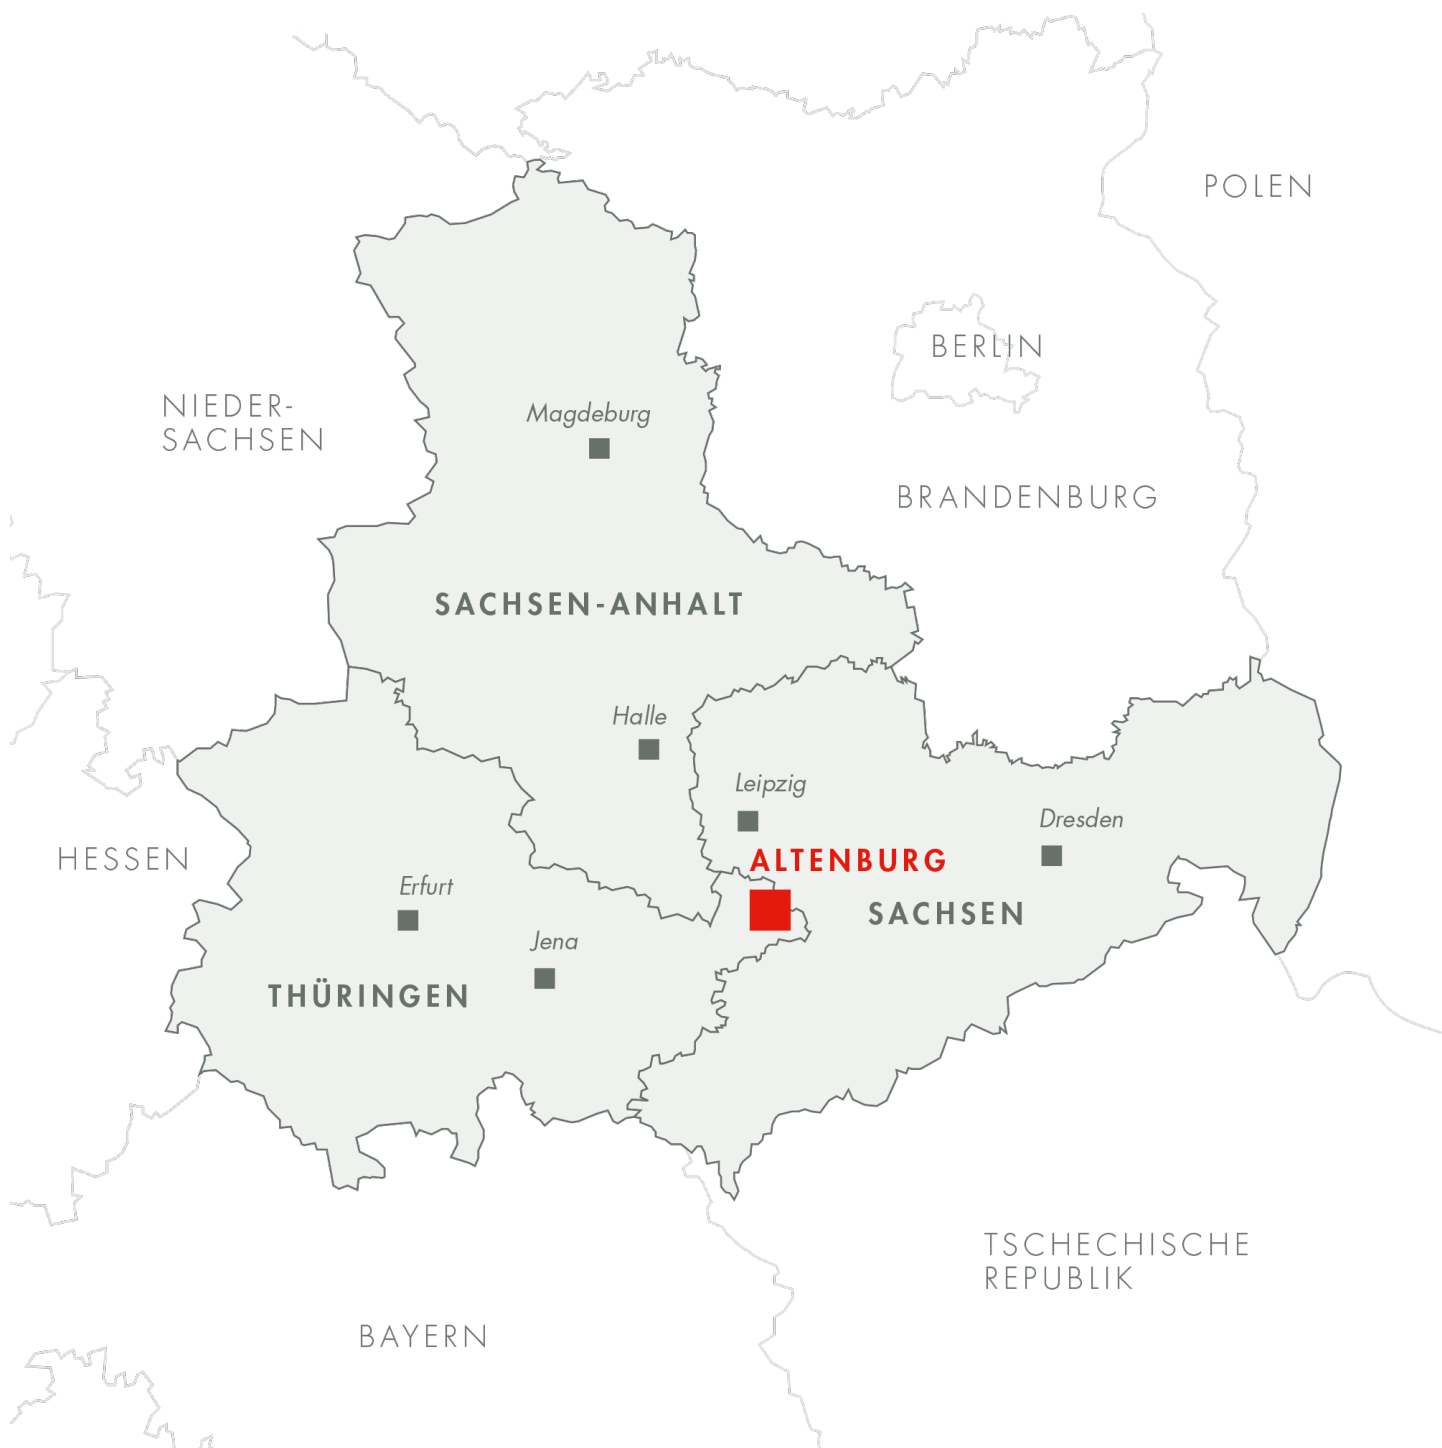 POLEN
BERLIN
NIEDER-
SACHSEN
Magdeburg
BRANDENBURG
SACHSEN-ANHALT
Halle
Leipzig
Dresden
HESSEN
ALTENBURG
Erfurt
SACHSEN
Jena
THÜRINGEN
TSCHECHISCHE
REPUBLIK
BAYERN